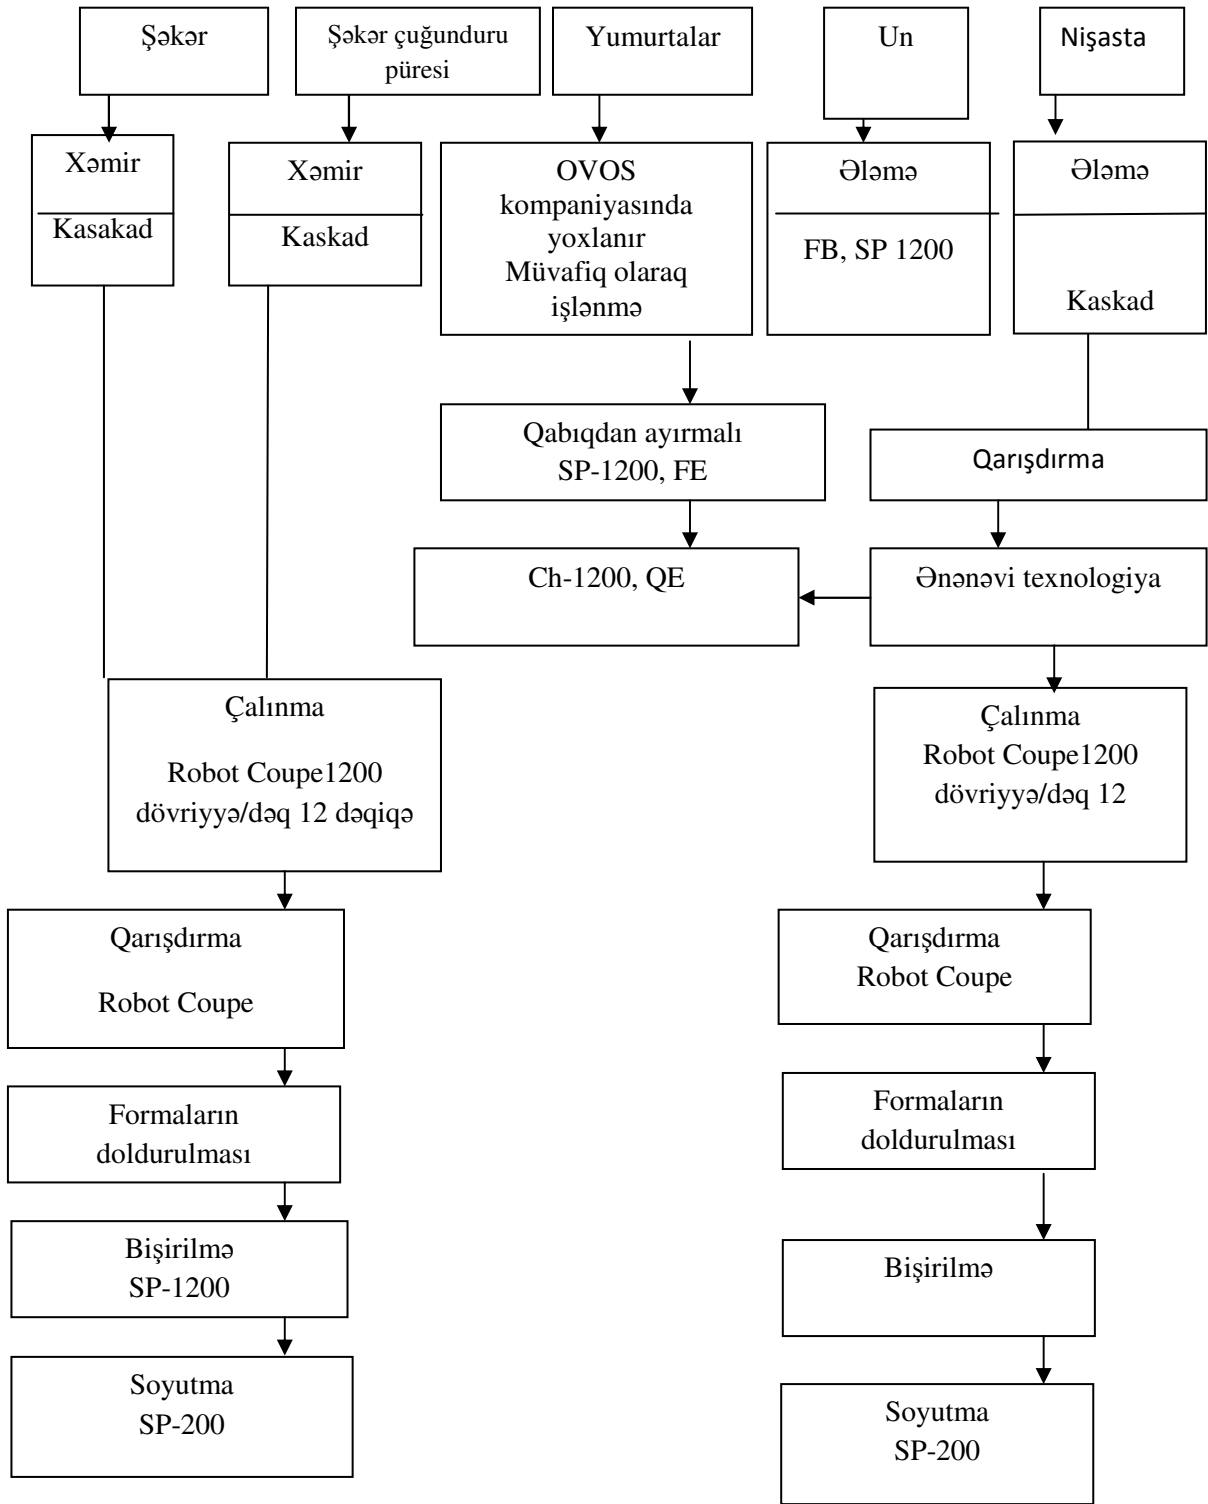 Şəkər
Şəkər çuğunduru
püresi
Yumurtalar
Un
Nişasta
Xəmir
Kasakad
Xəmir
Kaskad
OVOS
kompaniyasında
yoxlanır
Müvafiq olaraq
işlənmə
Ələmə
FB, SP 1200
Ələmə
Kaskad
Qabıqdan ayırmalı
SP-1200, FE
Qarışdırma
Ch-1200, QE
Ənənəvi texnologiya
Çalınma
Robot Coupe1200
dövriyyə/dəq 12 dəqiqə
Çalınma
Robot Coupe1200
dövriyyə/dəq 12
Qarışdırma
Robot Coupe
Qarışdırma
Robot Coupe
Formaların
doldurulması
Formaların
doldurulması
Bişirilmə
SP-1200
Bişirilmə
Soyutma
SP-200
Soyutma
SP-200